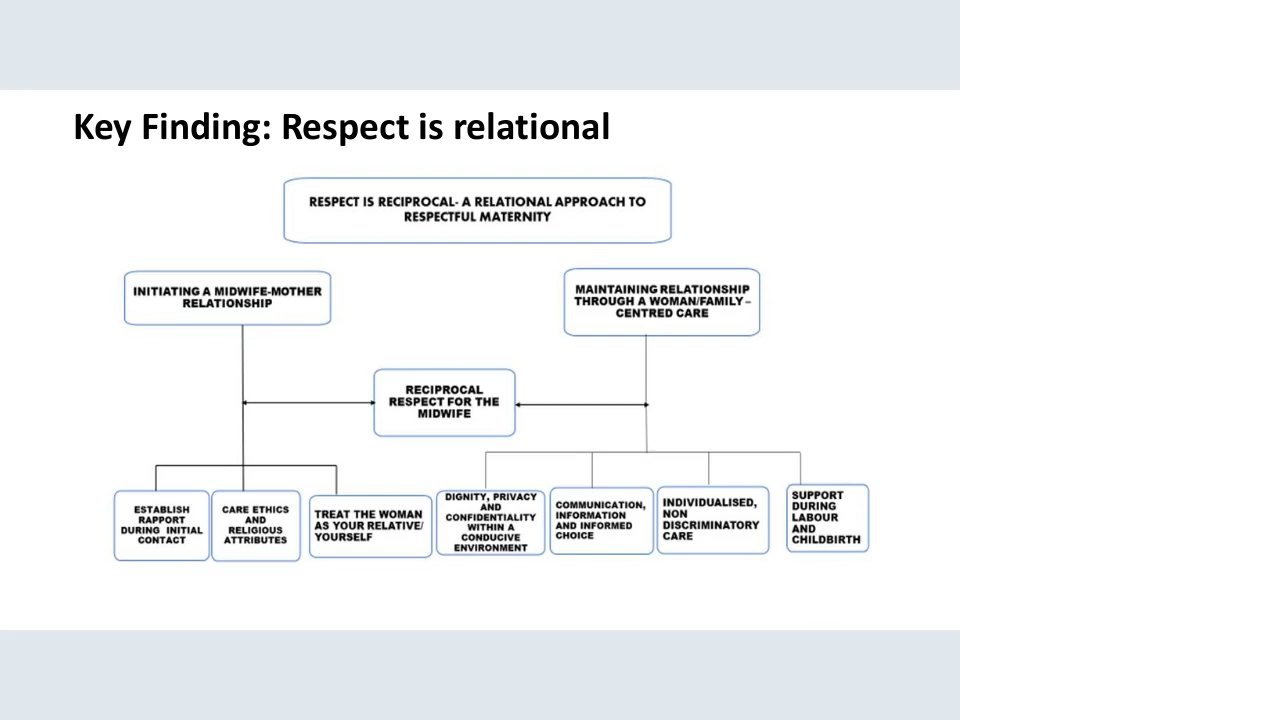 Key Finding: Respect is relational
RESPECT IS RECIPROCAL- A RELATIONAL APPROACH TO
RESPECTFUL MATERNITY
INITIATING A MIDWIFE-MOTHER
RELATIONSHIP
MAINTAINING RELATIONSHIP
THROUGH A WOMAN/FAMILY–
CENTRED CARE
RECIPROCAL
RESPECT FOR THE
MIDWIFE
ESTABLISH
RAPPORT
DURING INITIAL
CONTACT
CARE ETHICS
AND
RELIGIOUS
ATTRIBUTES
TREAT THE WOMAN
AS YOUR RELATIVE/
YOURSELF
DIGNITY, PRIVACY
AND
CONFIDENTIALITY
WITHIN A
CONDUCIVE
ENVIRONMENT
COMMUNICATION,
INFORMATION
AND INFORMED
CHOICE
INDIVIDUALISED,
NON
DISCRIMINATORY
CARE
SUPPORT
DURING
LABOUR
AND
CHILDBIRTH